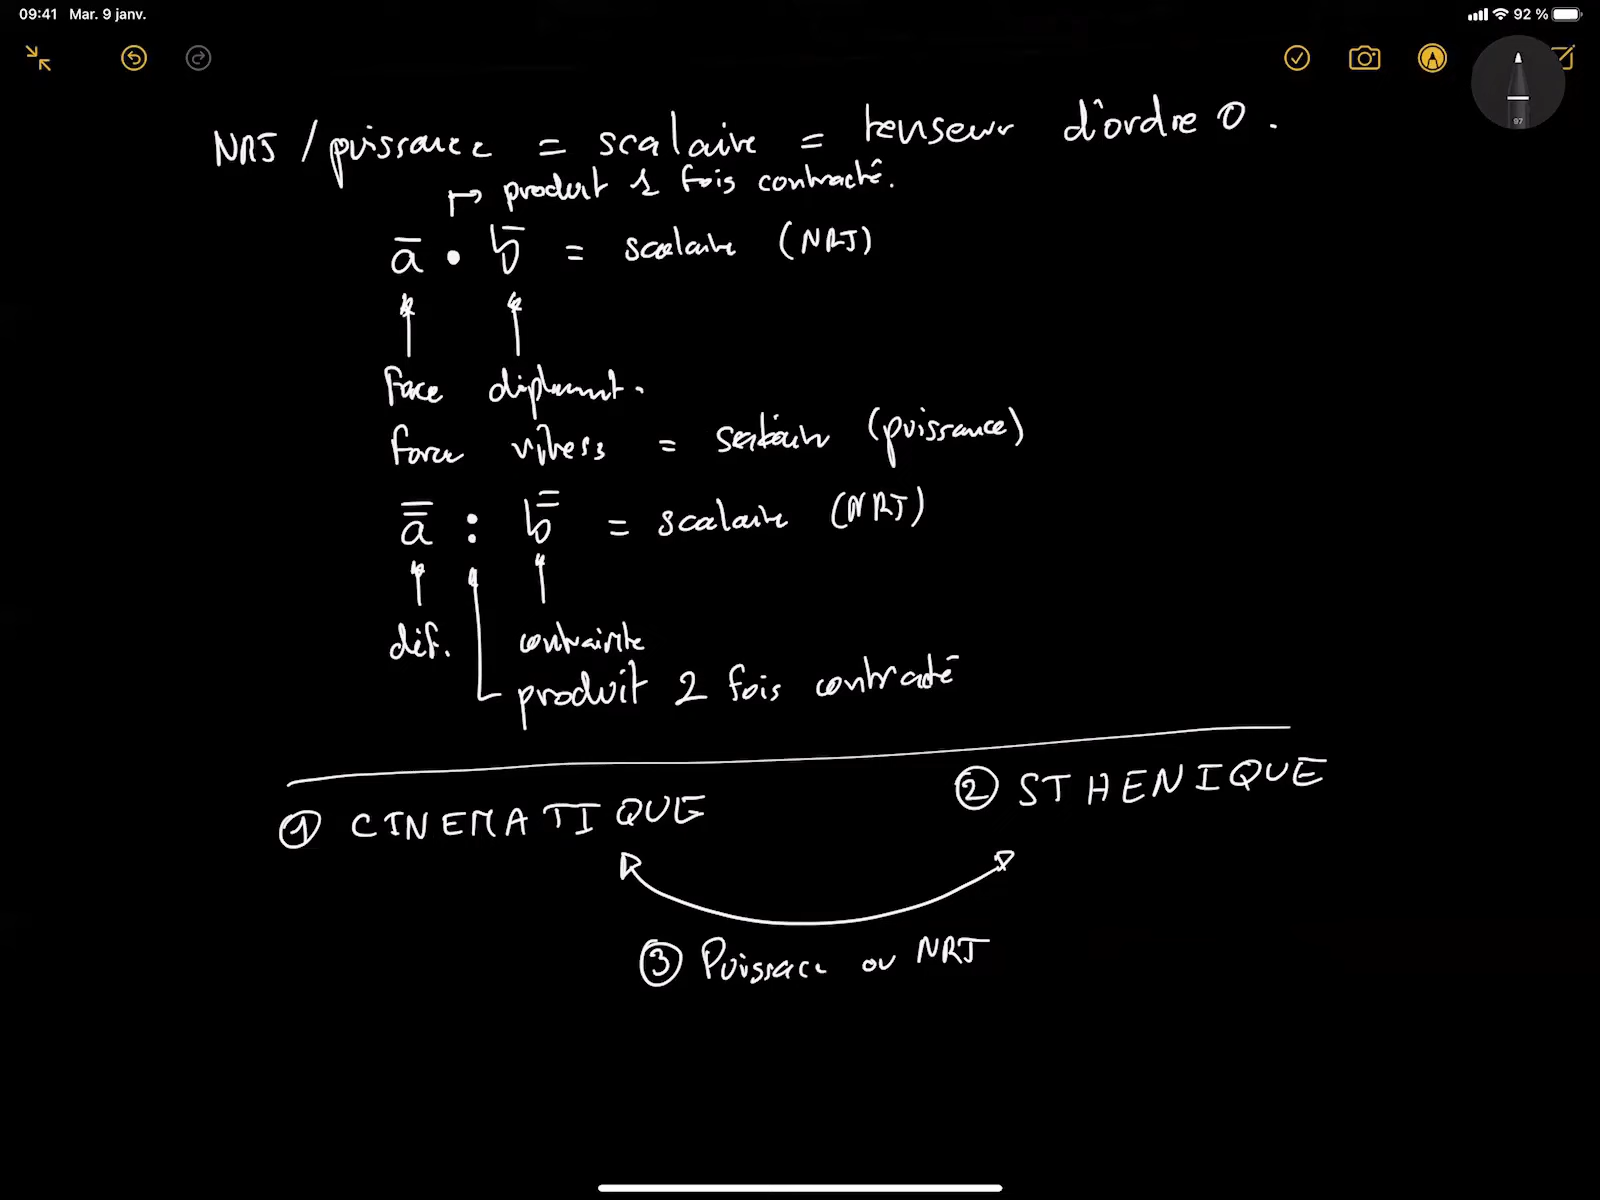 09:41 Mar. 9 janv. 92 %
97
NRJ / puissance = scalaire = tenseur d'ordre 0.
↦ produit 1 fois contracté.
a̅ • b̅ = scalaire (NRJ)
Force déplacement.
Force vitesse = scalaire (puissance)
a̿ : b̿ = scalaire (NRJ)
déf. contrainte
produit 2 fois contracté
① CINEMATIQUE ② STHENIQUE
③ Puissance ou NRJ